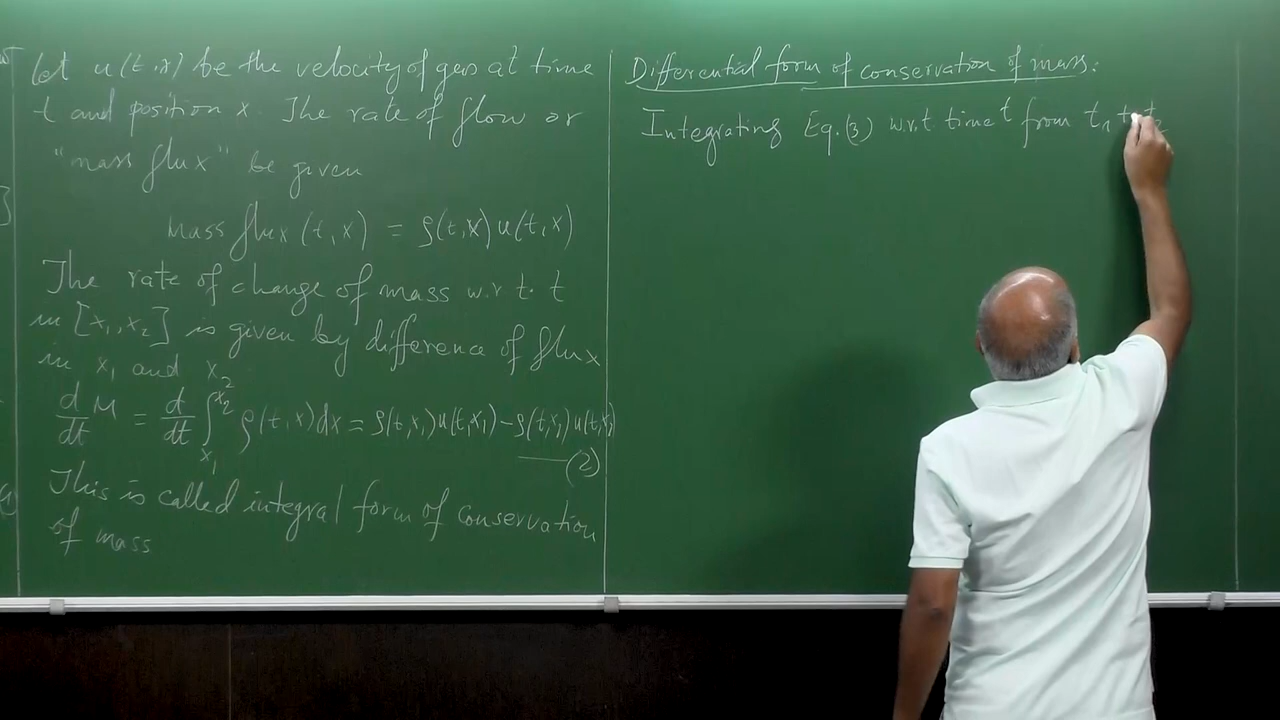 Let u(t,x) be the velocity of gas at time
t and position x. The rate of flow or
"mass flux" be given
Mass flux (t,x) = ρ(t,x) u(t,x)
The rate of change of mass w.r.t. t
in [x₁,x₂] is given by difference of flux
in x₁ and x₂
d/dt M = d/dt ∫_{x₁}^{x₂} ρ(t,x)dx = ρ(t,x₁)u(t,x₁) - ρ(t,x₂)u(t,x₂)
—(2)
This is called integral form of conservation
of mass
Differential form of conservation of mass:
Integrating Eq.(3) w.r.t time t from t₁